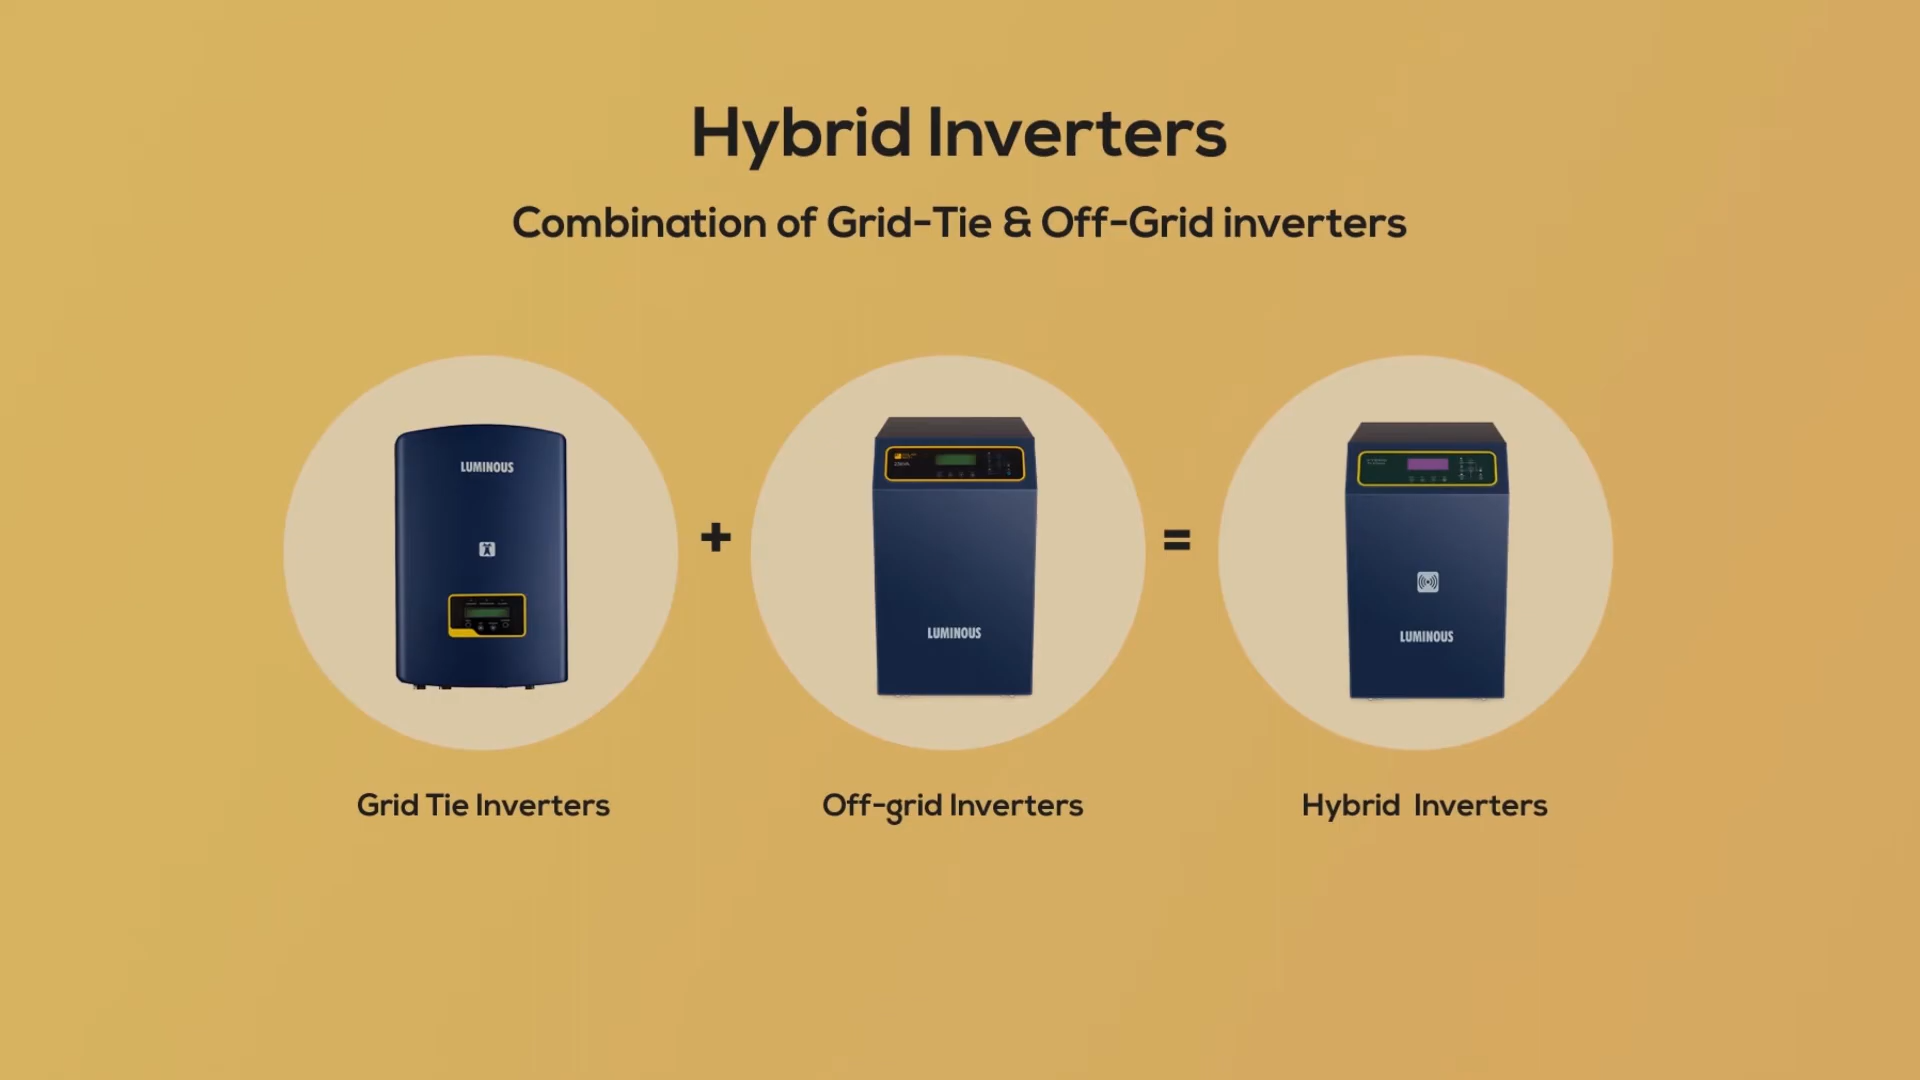 Hybrid Inverters
Combination of Grid-Tie & Off-Grid inverters
LUMINOUS
+
LUMINOUS
=
LUMINOUS
Grid Tie Inverters
Off-grid Inverters
Hybrid Inverters